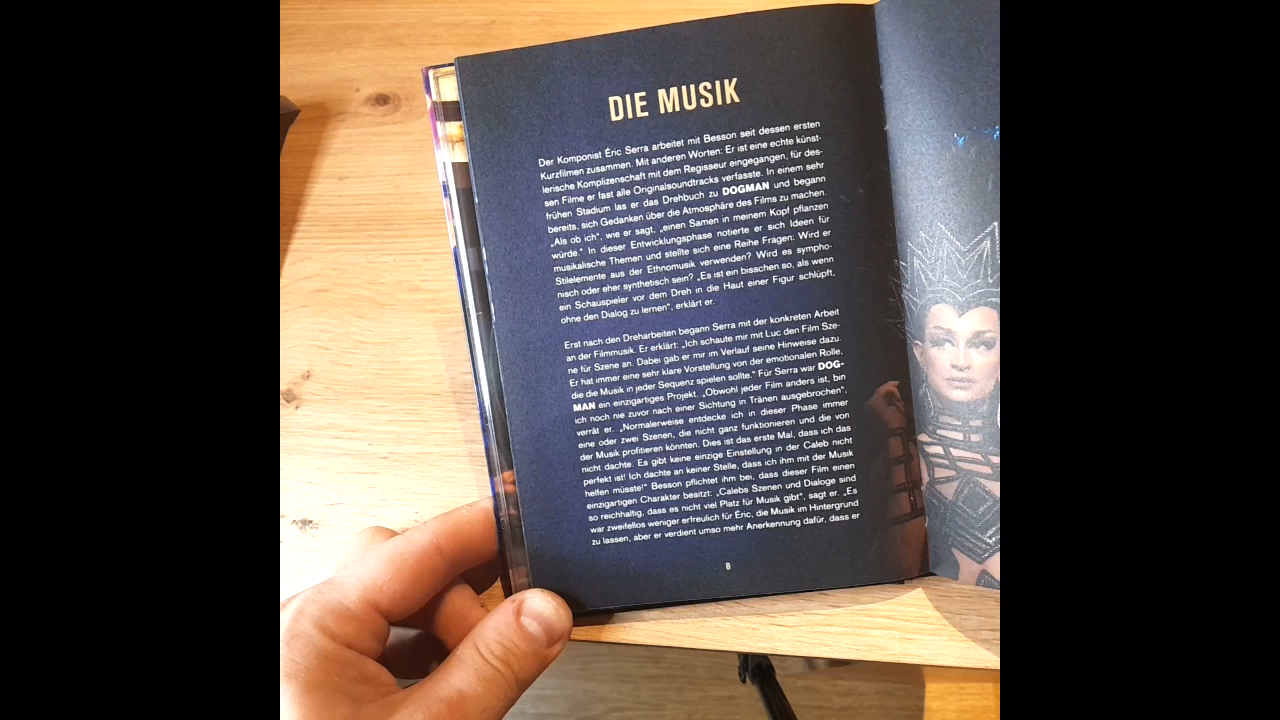 DIE MUSIK
Der Komponist Éric Serra arbeitet mit Besson seit dessen ersten
Kurzfilmen zusammen. Mit anderen Worten: Er ist eine echte künst-
lerische Komplizenschaft mit dem Regisseur eingegangen, für des-
sen Filme er fast alle Originalsoundtracks verfasste. In einem sehr
frühen Stadium las er das Drehbuch zu DOGMAN und begann
bereits, sich Gedanken über die Atmosphäre des Films zu machen.
„Als ob ich“, wie er sagt, „einen Samen in meinem Kopf pflanzen
würde.“ In dieser Entwicklungsphase notierte er sich Ideen für
musikalische Themen und stellte sich eine Reihe Fragen: Wird er
Stilelemente aus der Ethnomusik verwenden? Wird es sympho-
nisch oder eher synthetisch sein? „Es ist ein bisschen so, als wenn
ein Schauspieler vor dem Dreh in die Haut einer Figur schlüpft,
ohne den Dialog zu lernen“, erklärt er.
Erst nach den Dreharbeiten begann Serra mit der konkreten Arbeit
an der Filmmusik. Er erklärt: „Ich schaute mir mit Luc den Film Sze-
ne für Szene an. Dabei gab er mir im Verlauf seine Hinweise dazu.
Er hat immer eine sehr klare Vorstellung von der emotionalen Rolle,
die die Musik in jeder Sequenz spielen sollte.“ Für Serra war DOG-
MAN ein einzigartiges Projekt. „Obwohl jeder Film anders ist, bin
ich noch nie zuvor nach einer Sichtung in Tränen ausgebrochen“,
verrät er. „Normalerweise entdecke ich in dieser Phase immer
eine oder zwei Szenen, die nicht ganz funktionieren und die von
der Musik profitieren könnten. Dies ist das erste Mal, dass ich das
nicht dachte. Es gibt keine einzige Einstellung in der Caleb nicht
perfekt ist! Ich dachte an keiner Stelle, dass ich ihm mit der Musik
helfen müsste!“ Besson pflichtet ihm bei, dass dieser Film einen
einzigartigen Charakter besitzt: „Calebs Szenen und Dialoge sind
so reichhaltig, dass es nicht viel Platz für Musik gibt“, sagt er. „Es
war zweifellos weniger erfreulich für Éric, die Musik im Hintergrund
zu lassen, aber er verdient umso mehr Anerkennung dafür, dass er
8